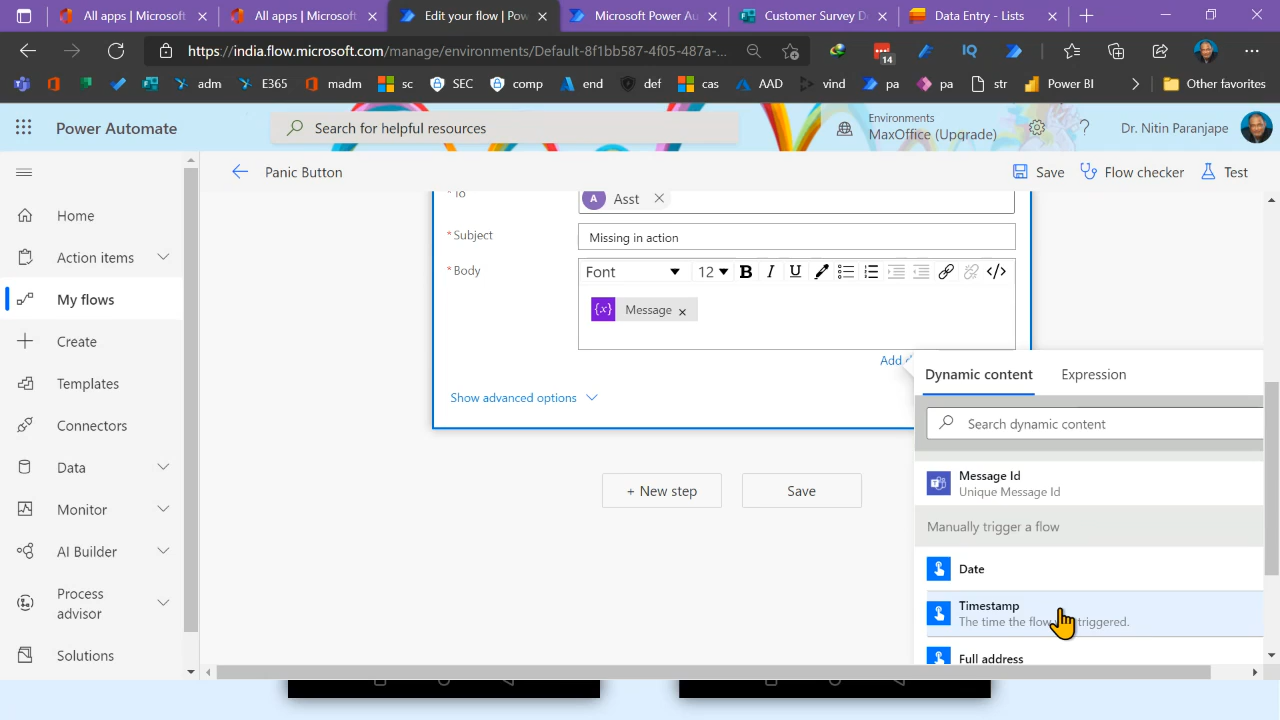 All apps | Microsoft
All apps | Microsoft
Edit your flow | Pow
Microsoft Power Au
Customer Survey D
Data Entry - Lists
https://india.flow.microsoft.com/manage/environments/Default-8f1bb587-4f05-487a-...
14
IQ
adm
E365
madm
sc
SEC
comp
end
def
cas
AAD
vind
pa
pa
str
Power BI
Other favorites
Power Automate
Search for helpful resources
Environments
MaxOffice (Upgrade)
Dr. Nitin Paranjape
Panic Button
Save
Flow checker
Test
Home
Action items
My flows
Create
Templates
Connectors
Data
Monitor
AI Builder
Process advisor
Solutions
* To
A
Asst
* Subject
Missing in action
* Body
Font
12
B
I
U
</>
{x}
Message
Add
Show advanced options
+ New step
Save
Dynamic content
Expression
Search dynamic content
Message Id
Unique Message Id
Manually trigger a flow
Date
Timestamp
The time the flow triggered.
Full address